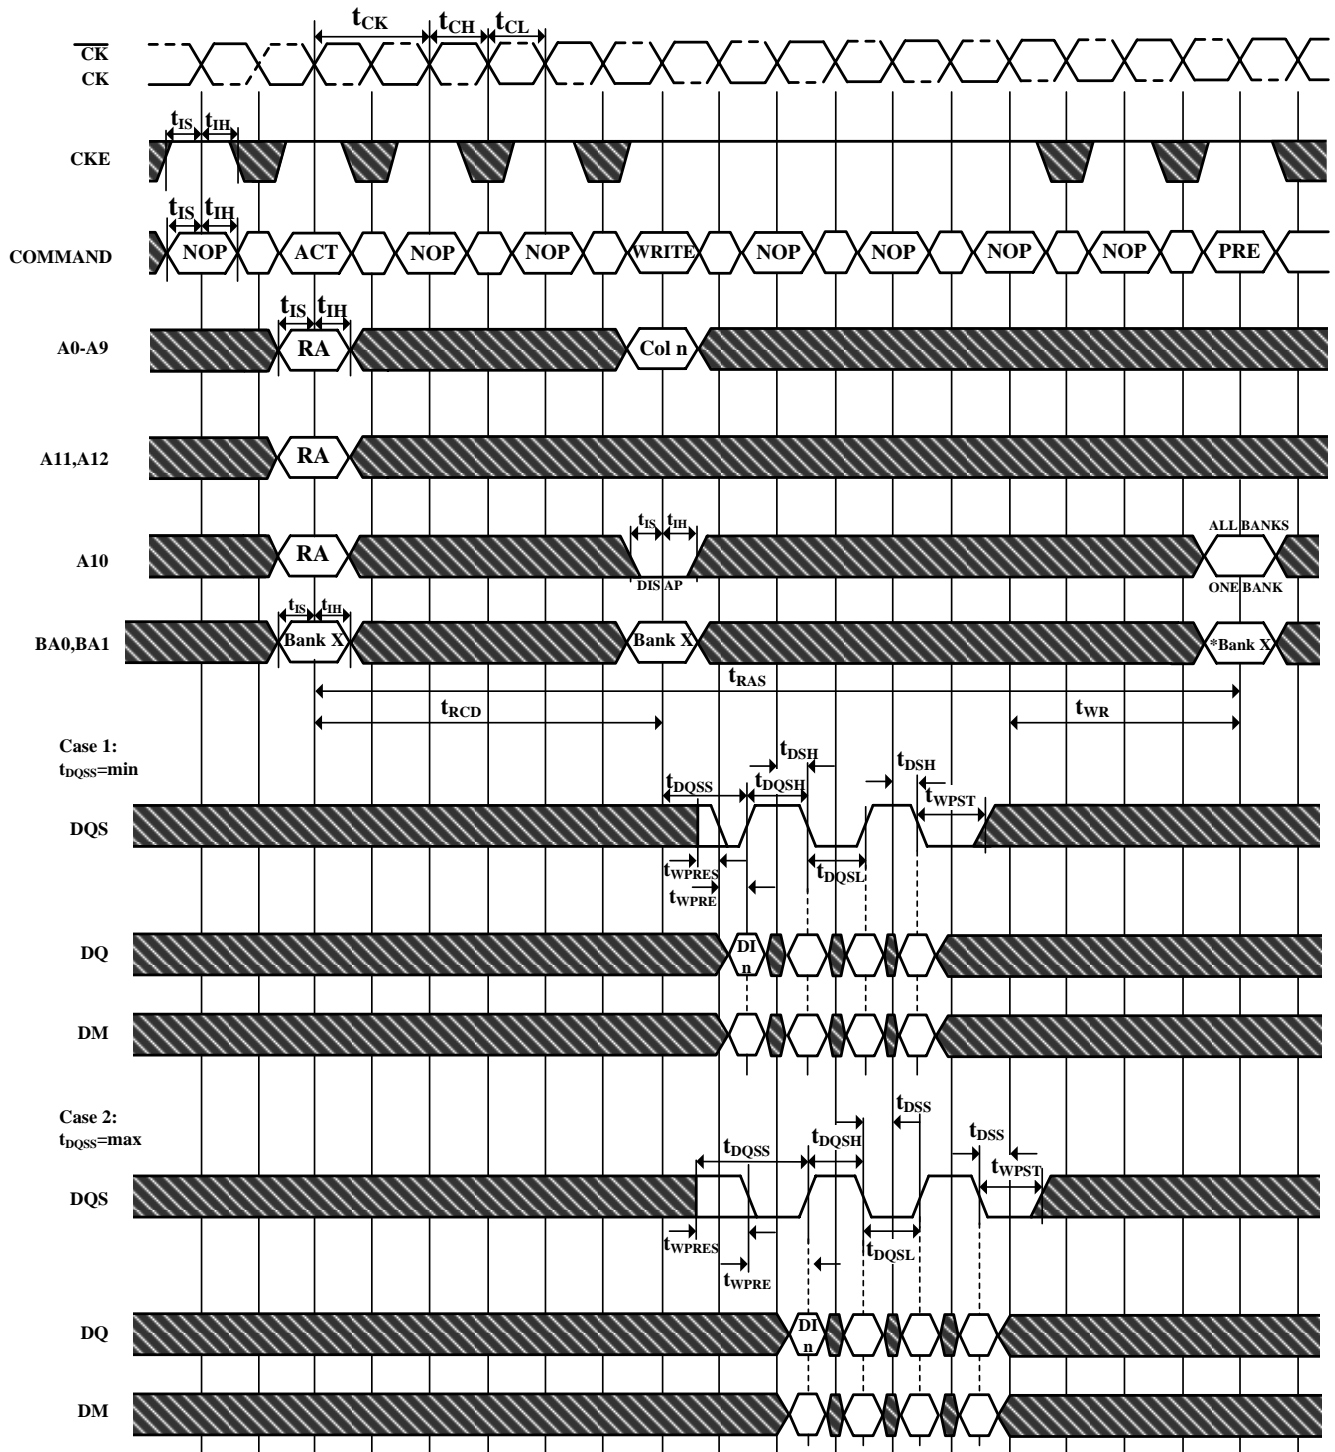 tCK tCH tCL
CK
CK
tIS tIH
CKE
tIS tIH
COMMAND NOP ACT NOP NOP WRITE NOP NOP NOP NOP PRE
tIS tIH
A0-A9 RA Col n
A11,A12 RA
tIS tIH ALL BANKS
A10 RA
DIS AP ONE BANK
tIS tIH
BA0,BA1 Bank X Bank X *Bank X
tRAS
tRCD tWR
Case 1:
tDQSS=min
tDSH tDSH
tDQSS tDQSH tWPST
DQS
tWPRES tDQSL
tWPRE
DQ DI
n
DM
Case 2:
tDQSS=max
tDSS tDSS
tDQSS tDQSH tWPST
DQS
tWPRES tDQSL
tWPRE
DQ DI
n
DM